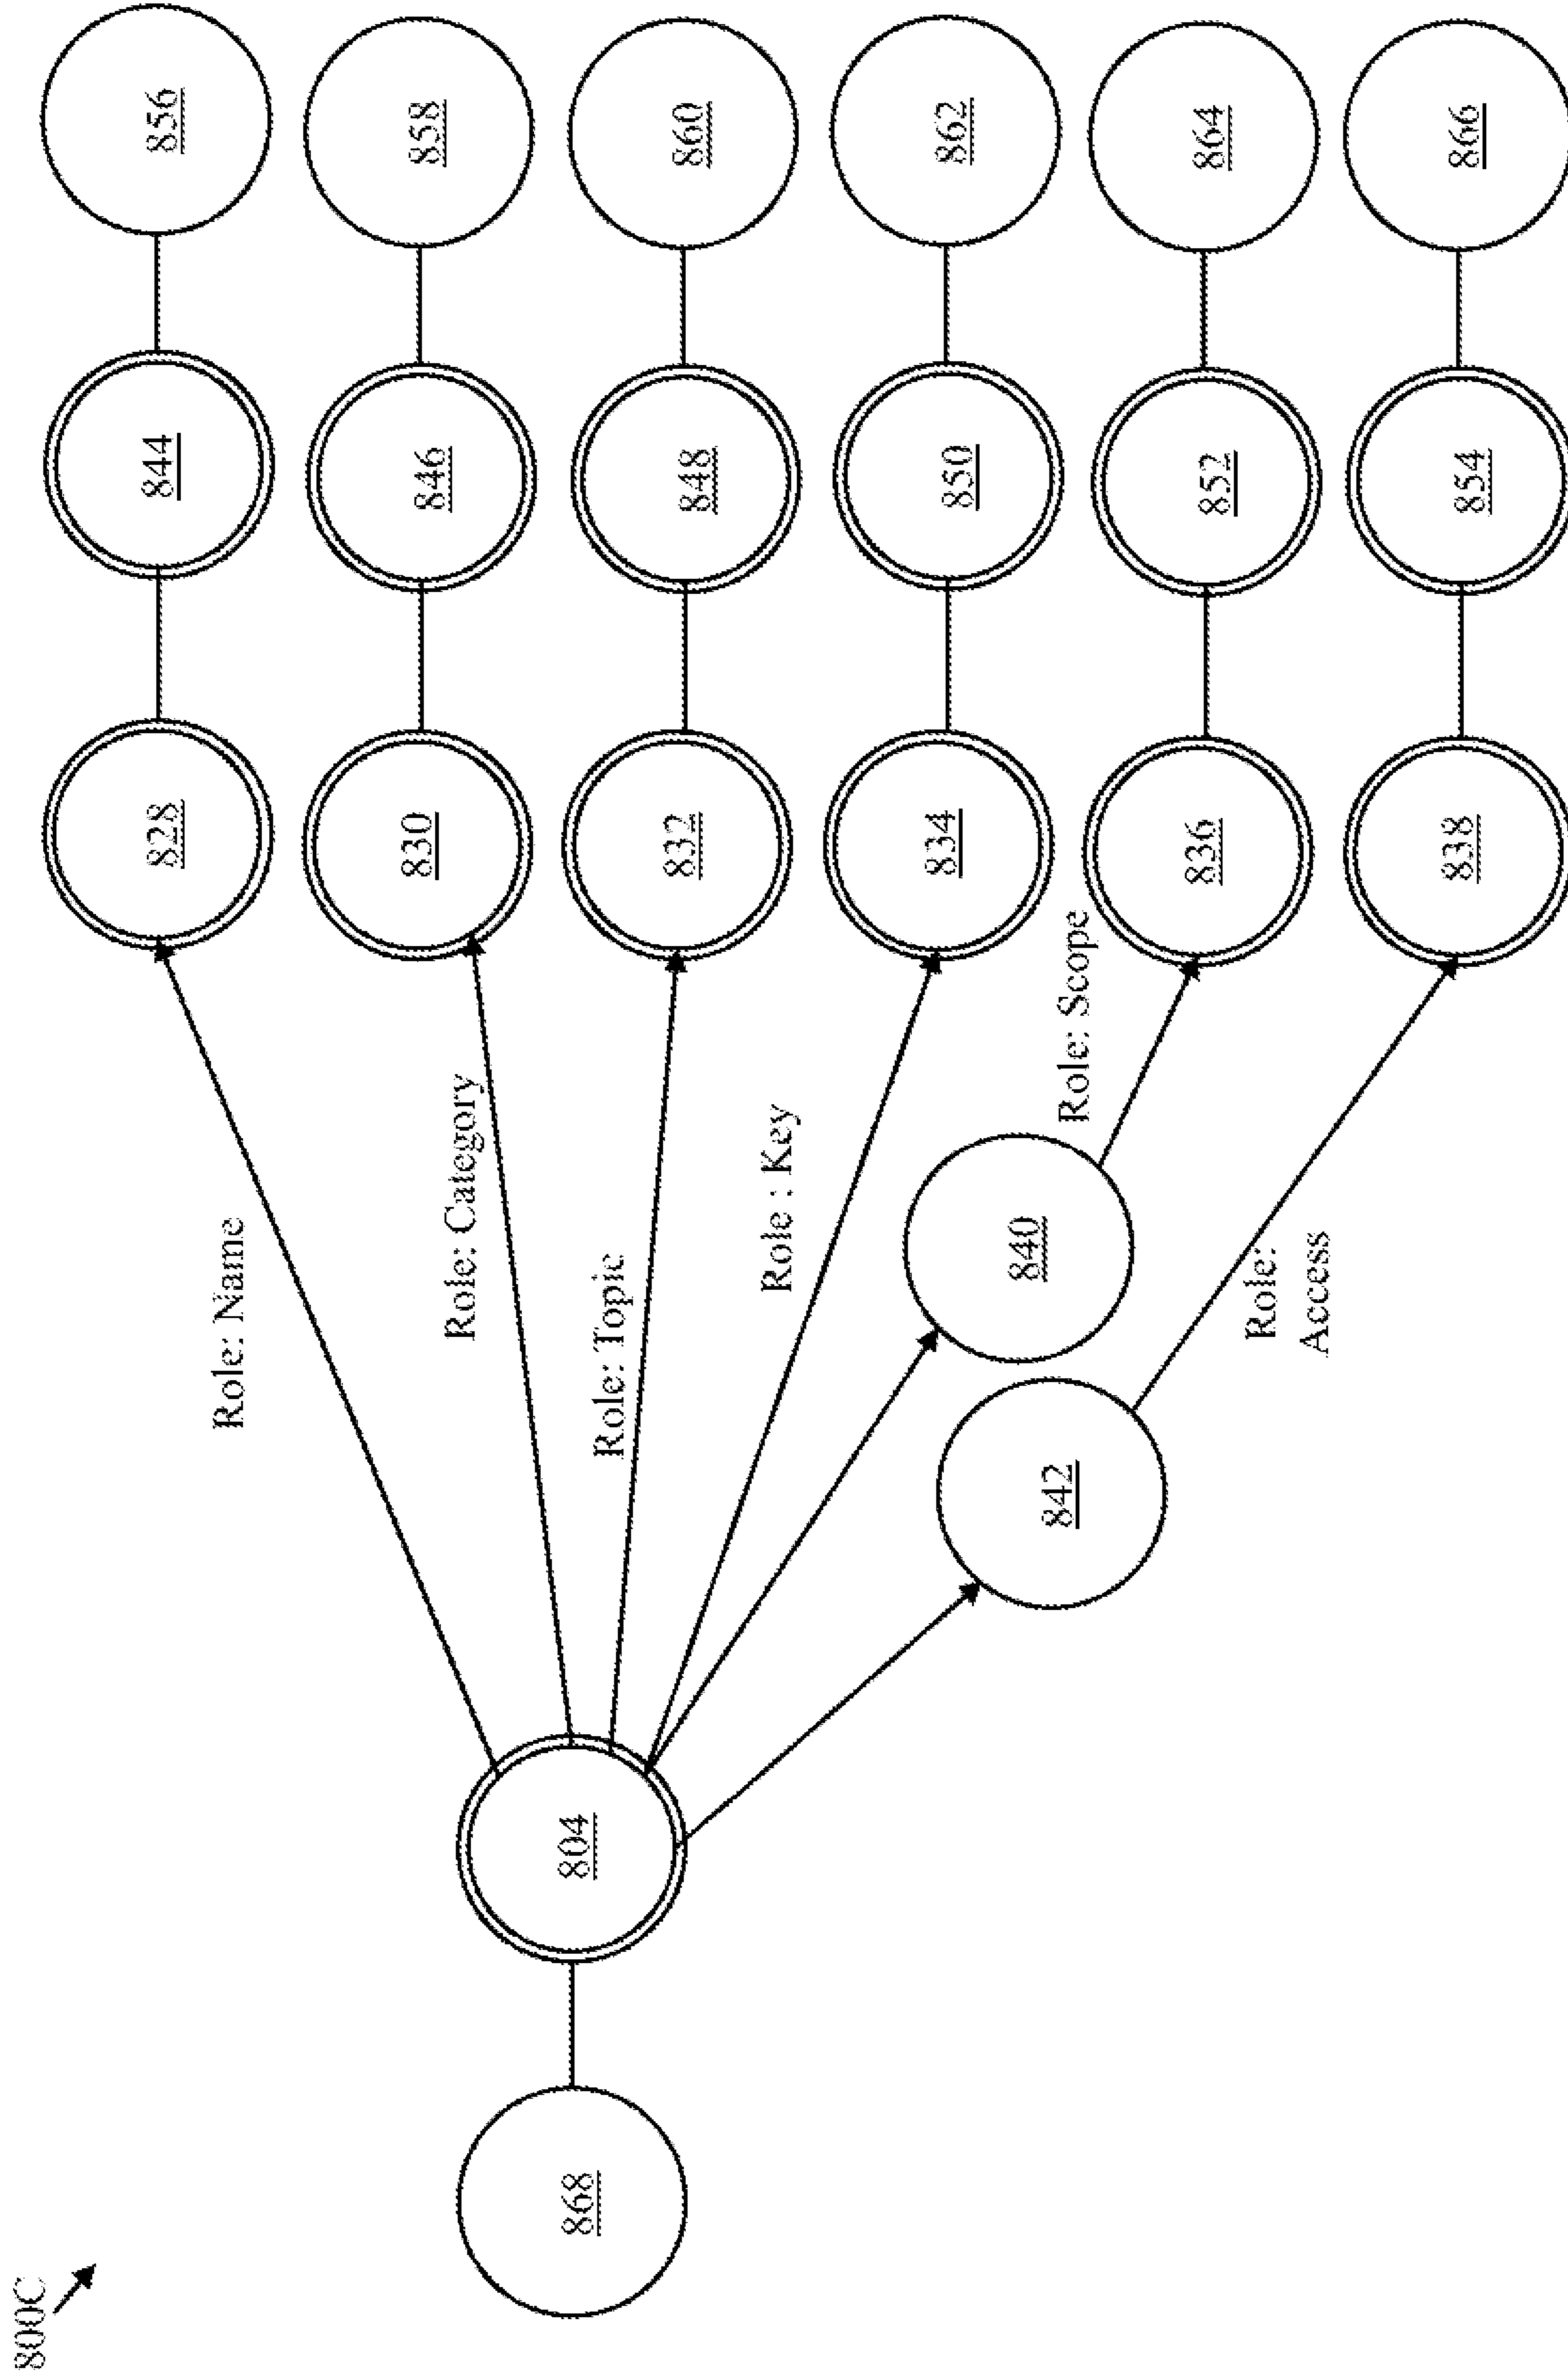 800C
868
804
Role: Name
Role: Category
Role: Topic
Role : Key
842
840
Role: Scope
Role:
Access
828
844
856
830
846
858
832
848
860
834
850
862
836
852
864
838
854
866